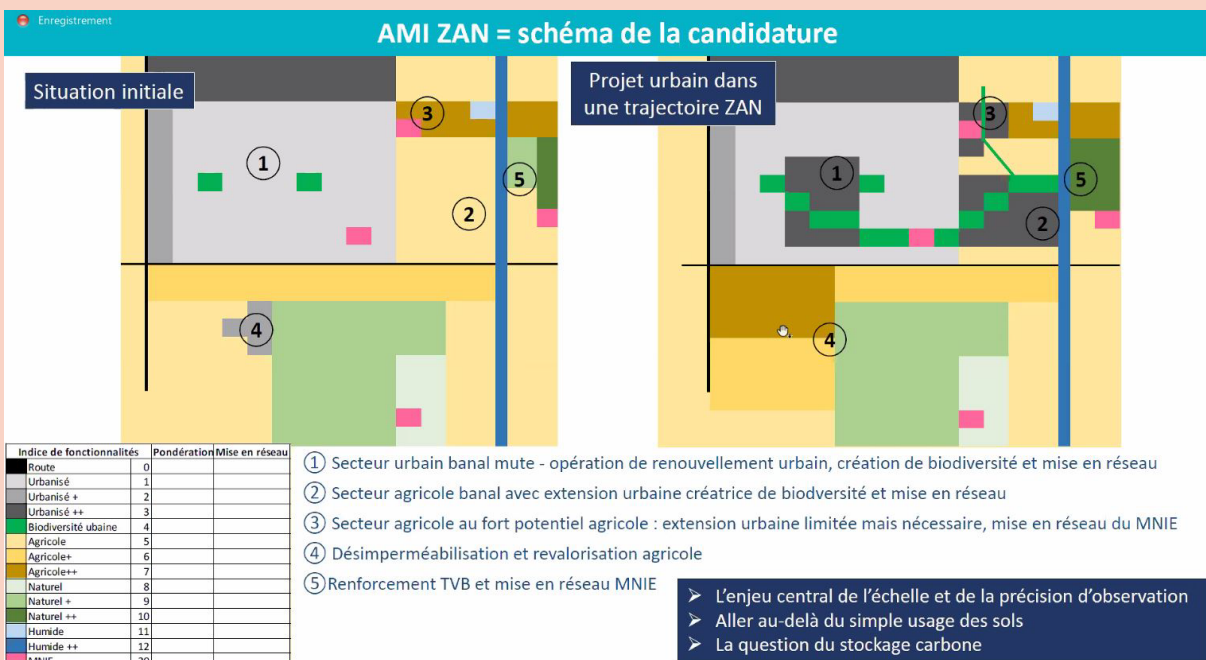 Enregistrement
AMI ZAN = schéma de la candidature
Situation initiale
Projet urbain dans
une trajectoire ZAN
3
1
5
2
4
3
1
5
2
4
Indice de fonctionnalités Pondération Mise en réseau
Route 0
Urbanisé 1
Urbanisé + 2
Urbanisé ++ 3
Biodiversité ubaine 4
Agricole 5
Agricole+ 6
Agricole++ 7
Naturel 8
Naturel + 9
Naturel ++ 10
Humide 11
Humide ++ 12
MNIE 20
1 Secteur urbain banal mute - opération de renouvellement urbain, création de biodiversité et mise en réseau
2 Secteur agricole banal avec extension urbaine créatrice de biodversité et mise en réseau
3 Secteur agricole au fort potentiel agricole : extension urbaine limitée mais nécessaire, mise en réseau du MNIE
4 Désimperméabilisation et revalorisation agricole
5 Renforcement TVB et mise en réseau MNIE
➢ L'enjeu central de l'échelle et de la précision d'observation
➢ Aller au-delà du simple usage des sols
➢ La question du stockage carbone